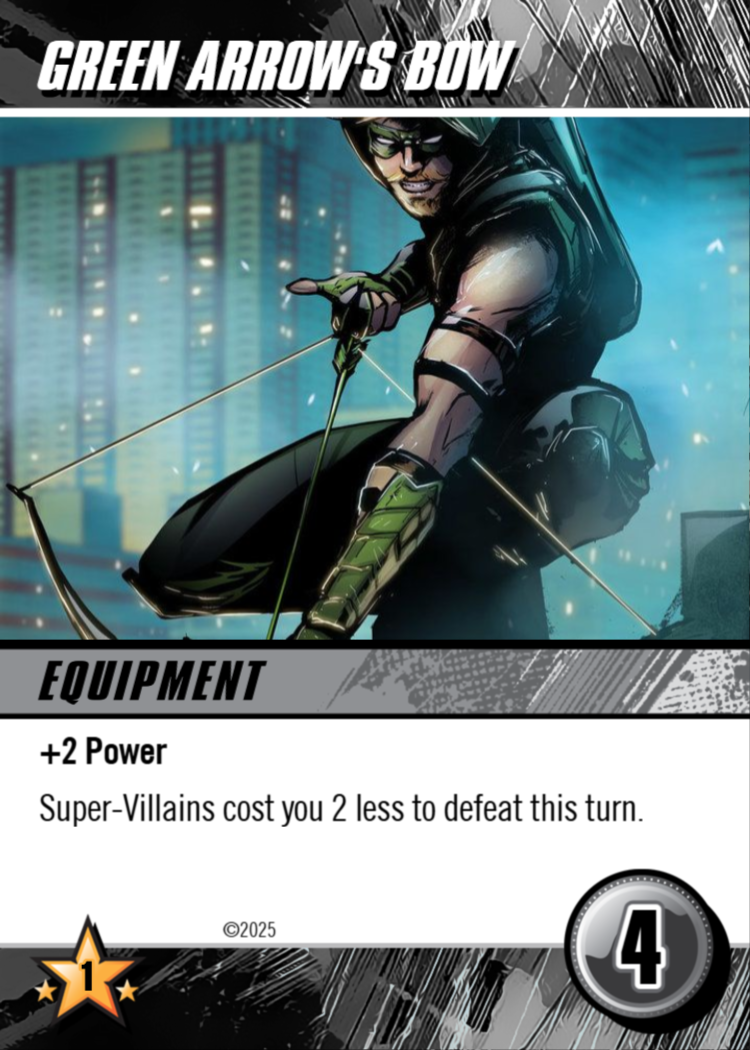 GREEN ARROW'S BOW
EQUIPMENT
+2 Power
Super-Villains cost you 2 less to defeat this turn.
©2025
1
4